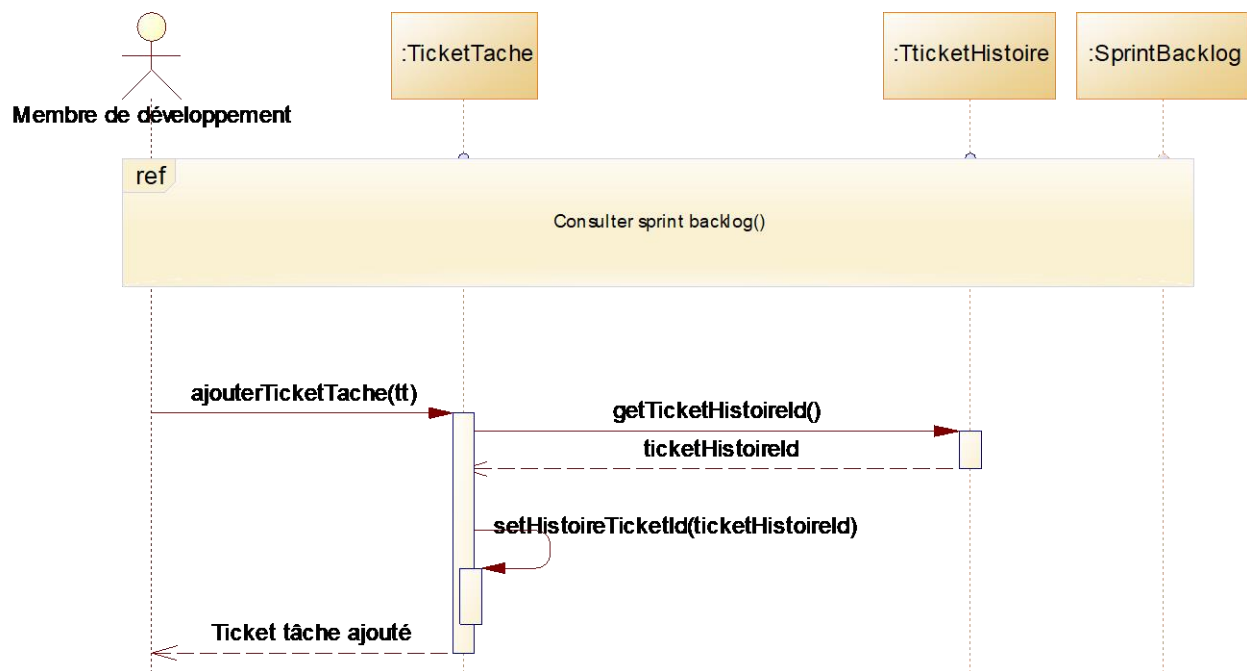 :TicketTache
:TticketHistoire
:SprintBacklog
Membre de développement
ref
Consulter sprint backlog()
ajouterTicketTache(tt)
getTicketHistoireId()
ticketHistoireId
setHistoireTicketId(ticketHistoireId)
Ticket tâche ajouté